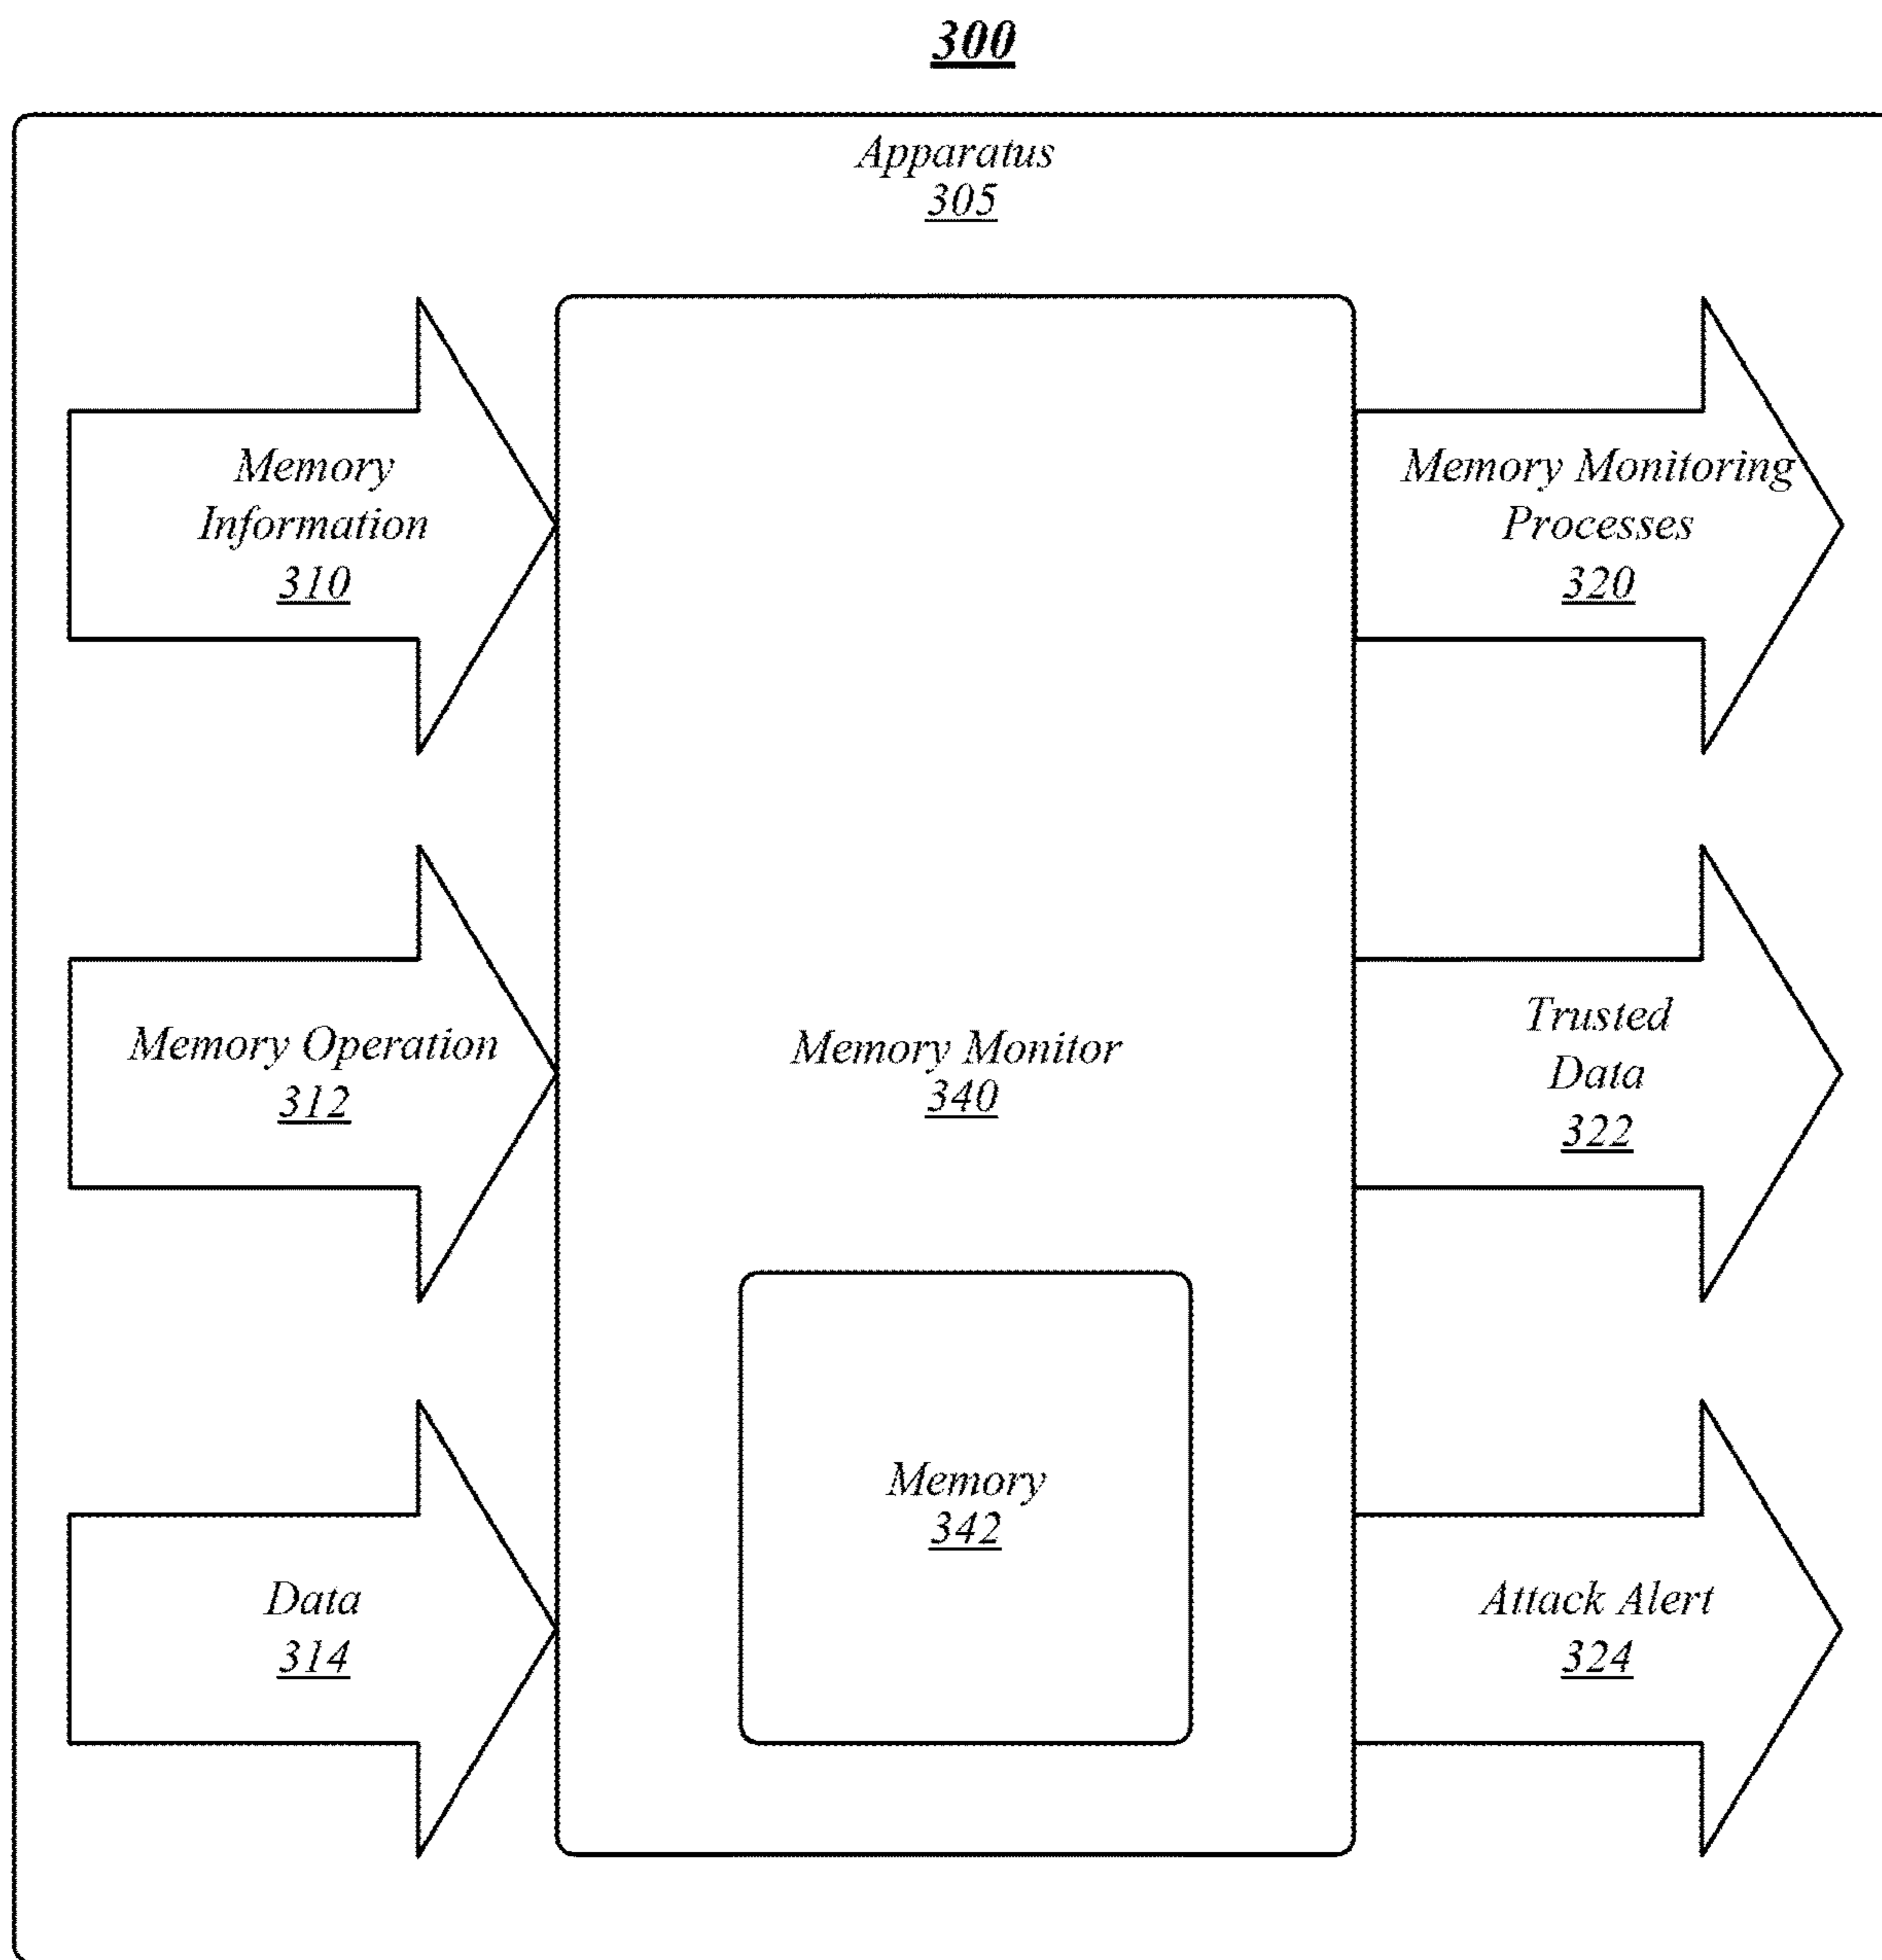 300
Apparatus
305
Memory
Information
310
Memory Monitoring
Processes
320
Memory Operation
312
Memory Monitor
340
Trusted
Data
322
Memory
342
Data
314
Attack Alert
324